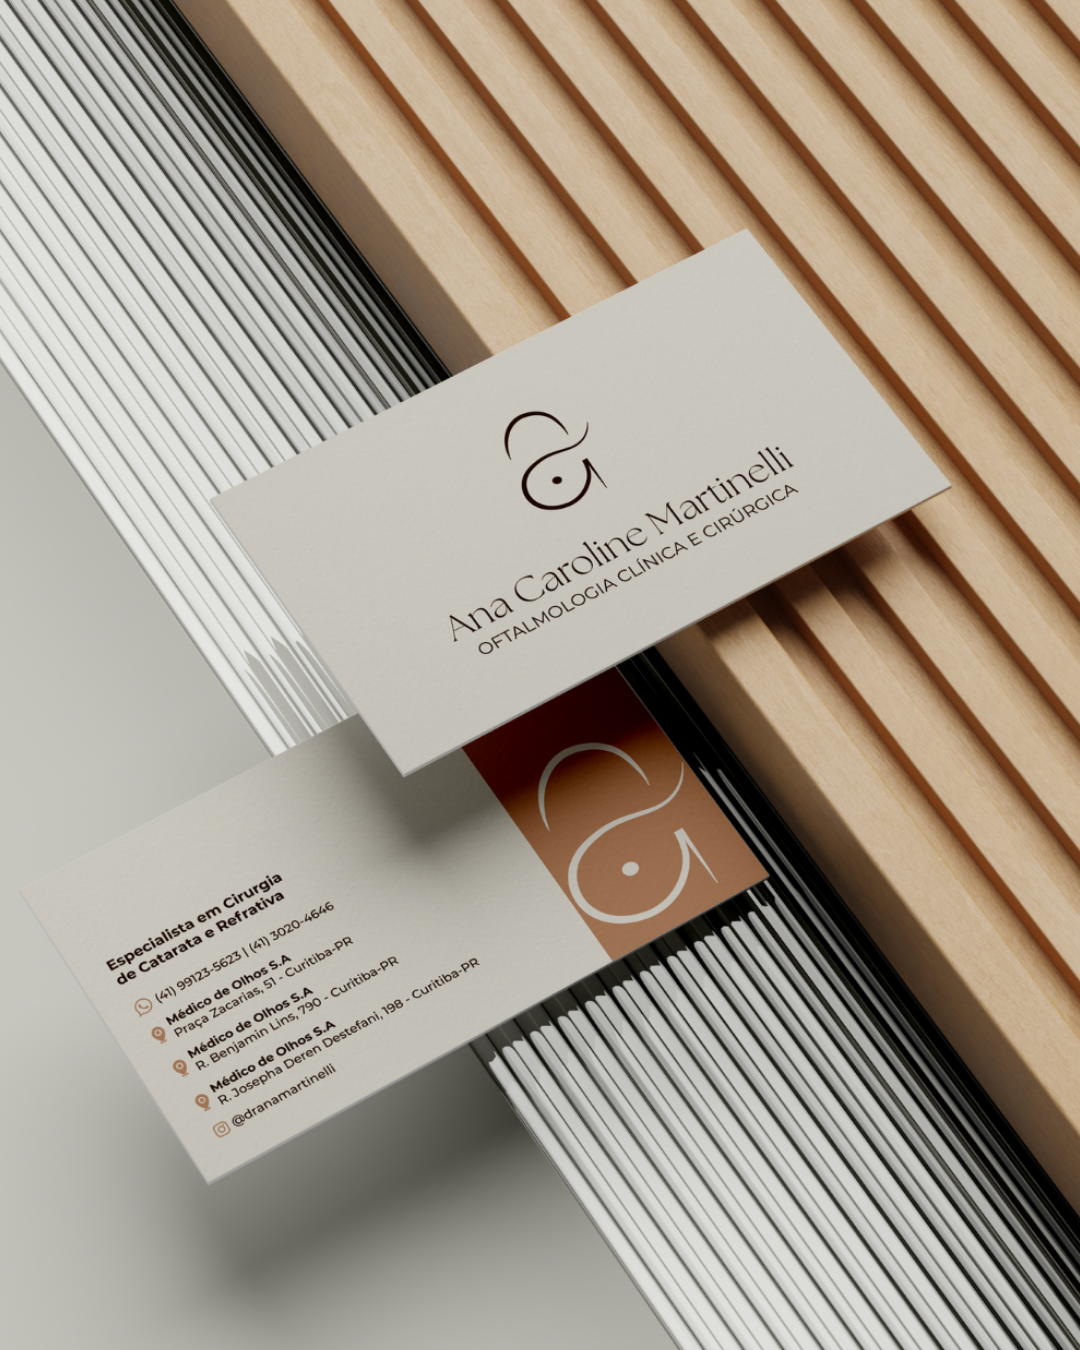 Ana Caroline Martinelli
OFTALMOLOGIA CLÍNICA E CIRÚRGICA
Especialista em Cirurgia
de Catarata e Refrativa
(41) 99123-5623 | (41) 3020-4646
Médico de Olhos S.A
Praça Zacarias, 51 - Curitiba-PR
Médico de Olhos S.A
R. Benjamin Lins, 790 - Curitiba-PR
Médico de Olhos S.A
R. Josepha Deren Destefani, 198 - Curitiba-PR
@dranamartinelli